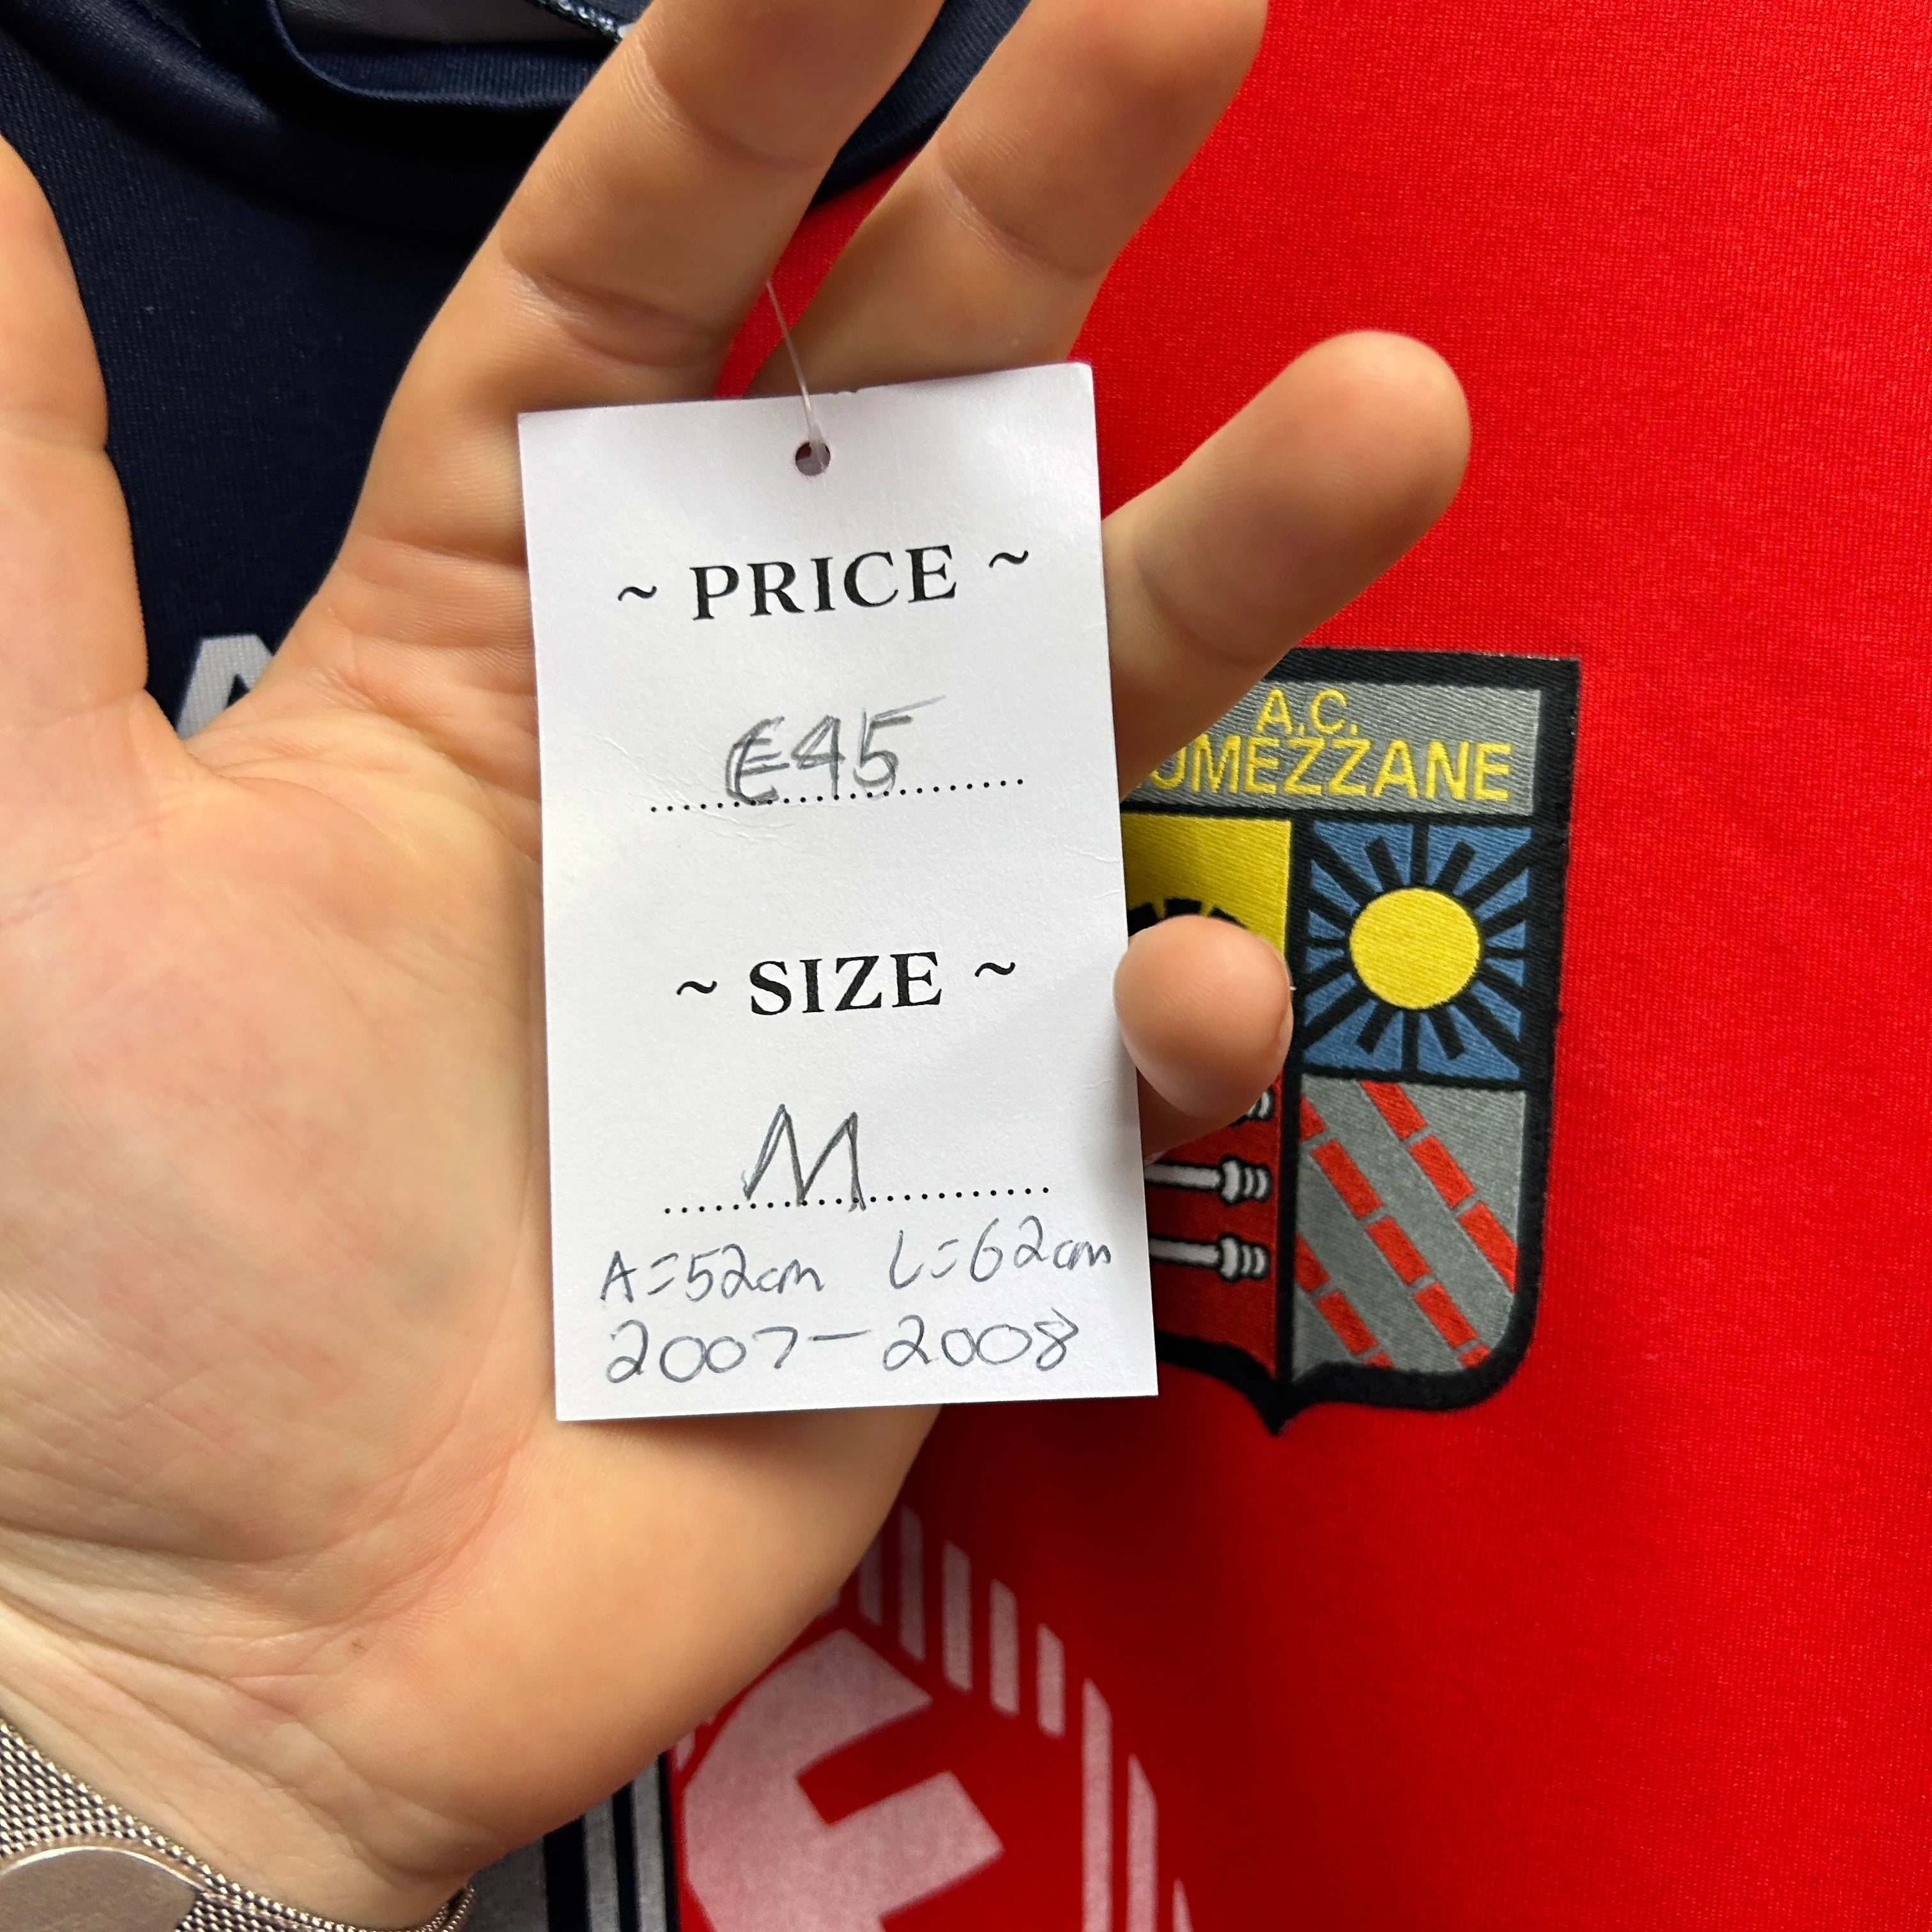 ~ PRICE ~
€45
~ SIZE ~
M
A=52cm L=62cm
2007-2008
A.C.
UMEZZANE